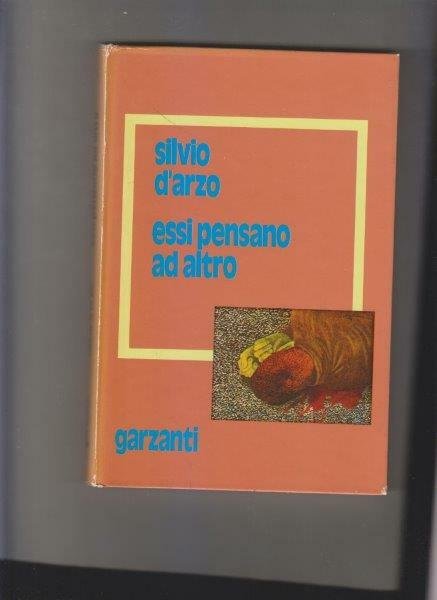 silvio
d'arzo
essi pensano
ad altro
garzanti